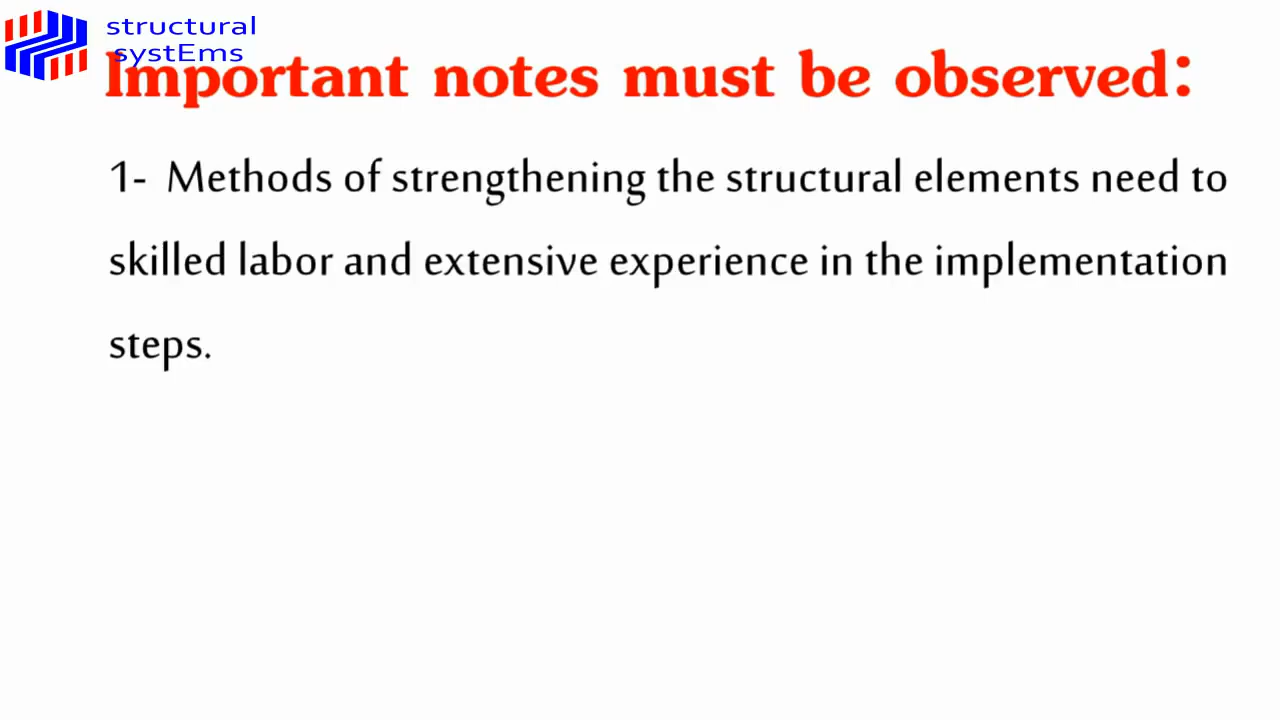 structural
systEms
Important notes must be observed:
1- Methods of strengthening the structural elements need to
skilled labor and extensive experience in the implementation
steps.